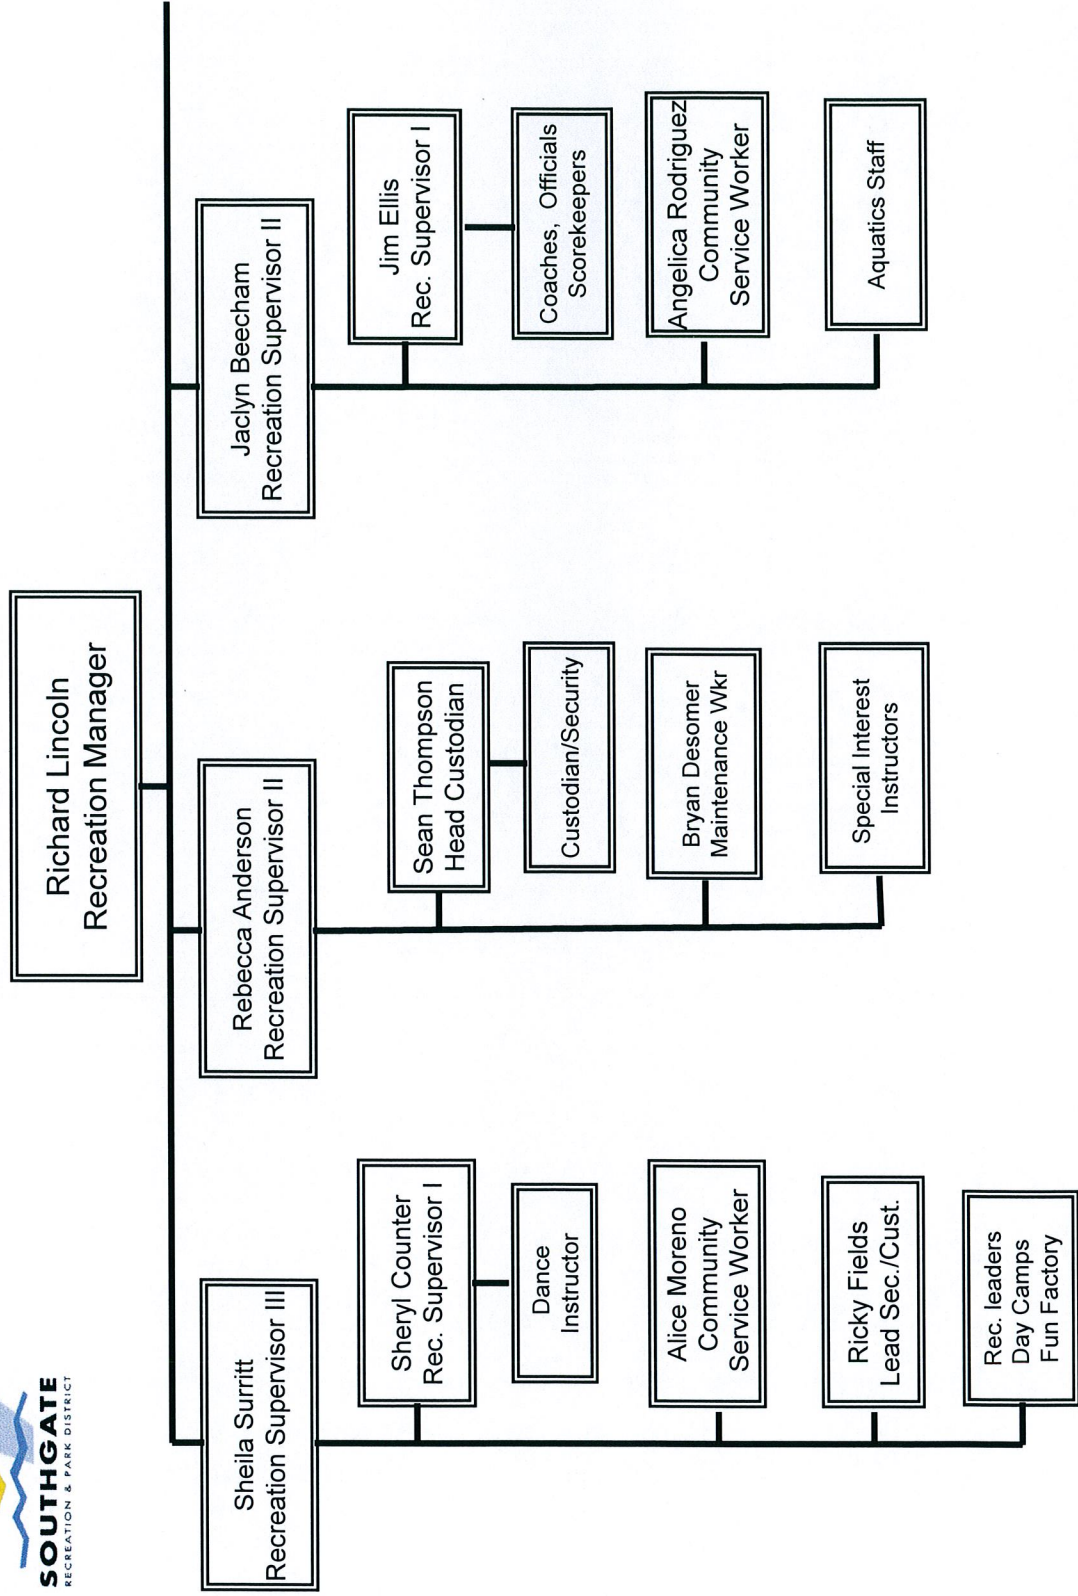 SOUTHGATE
RECREATION & PARK DISTRICT
Richard Lincoln
Recreation Manager
Sheila Surritt
Recreation Supervisor III
Sheryl Counter
Rec. Supervisor I
Dance
Instructor
Alice Moreno
Community
Service Worker
Ricky Fields
Lead Sec./Cust.
Rec. leaders
Day Camps
Fun Factory
Rebecca Anderson
Recreation Supervisor II
Sean Thompson
Head Custodian
Custodian/Security
Bryan Desomer
Maintenance Wkr
Special Interest
Instructors
Jaclyn Beecham
Recreation Supervisor II
Jim Ellis
Rec. Supervisor I
Coaches, Officials
Scorekeepers
Angelica Rodriguez
Community
Service Worker
Aquatics Staff